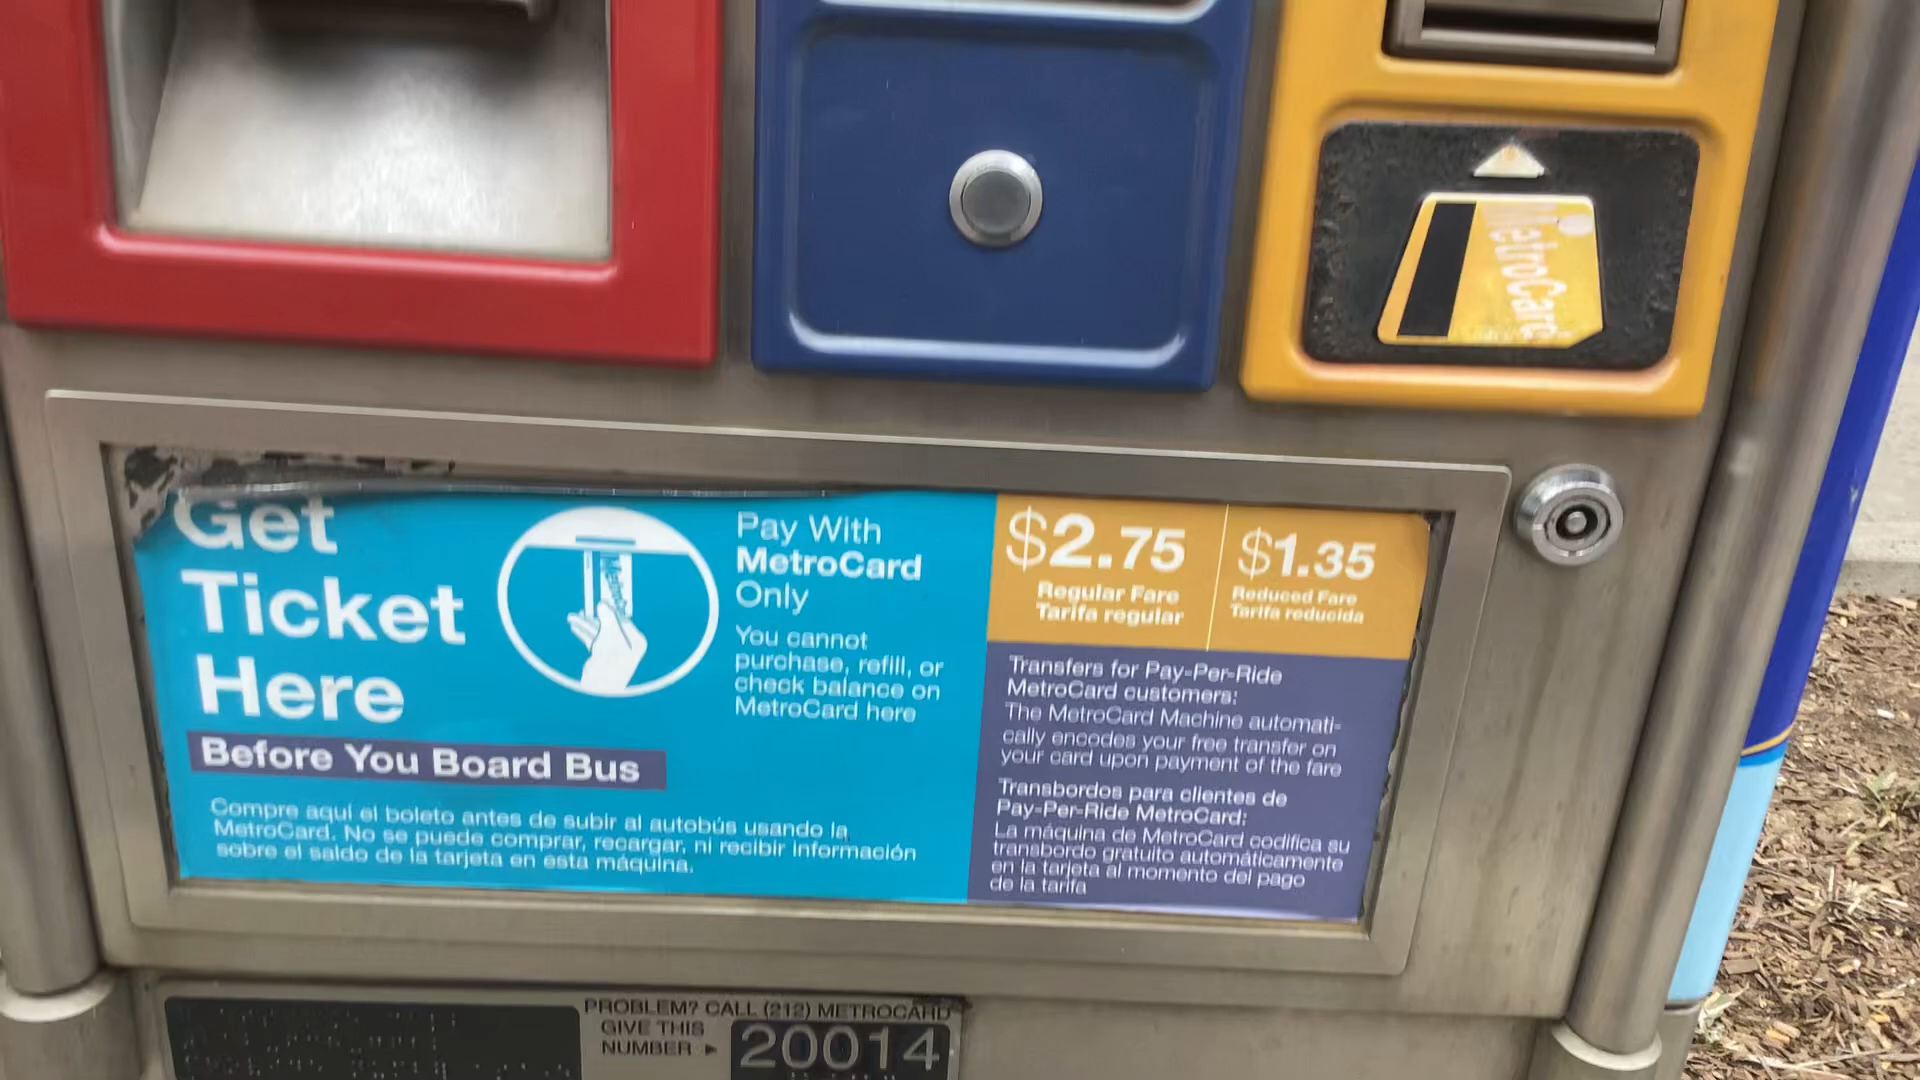 MetroCard
Get
Ticket
Here
Before You Board Bus
Compre aquí el boleto antes de subir al autobús usando la
MetroCard. No se puede comprar, recargar, ni recibir información
sobre el saldo de la tarjeta en esta máquina.
Pay With
MetroCard
Only
You cannot
purchase, refill, or
check balance on
MetroCard here
$2.75
Regular Fare
Tarifa regular
$1.35
Reduced Fare
Tarifa reducida
Transfers for Pay-Per-Ride
MetroCard customers:
The MetroCard Machine automati-
cally encodes your free transfer on
your card upon payment of the fare
Transbordos para clientes de
Pay-Per-Ride MetroCard:
La máquina de MetroCard codifica su
transbordo gratuito automáticamente
en la tarjeta al momento del pago
de la tarifa
PROBLEM? CALL (212) METROCARD
GIVE THIS
NUMBER ▶
20014